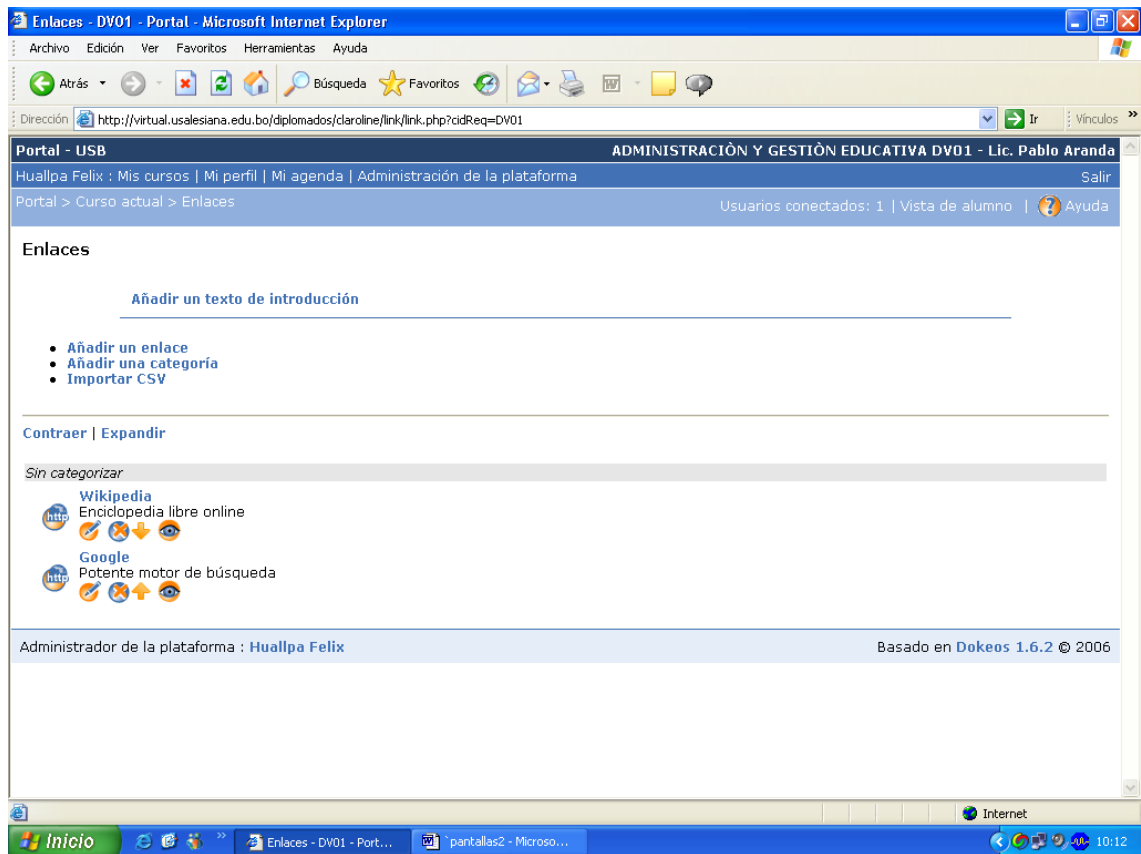 Enlaces - DV01 - Portal - Microsoft Internet Explorer
Archivo Edición Ver Favoritos Herramientas Ayuda
Atrás Búsqueda Favoritos
Dirección http://virtual.usalesiana.edu.bo/diplomados/claroline/link/link.php?cidReq=DV01 Ir Vínculos »
Portal - USB ADMINISTRACIÒN Y GESTIÒN EDUCATIVA DV01 - Lic. Pablo Aranda
Huallpa Felix : Mis cursos | Mi perfil | Mi agenda | Administración de la plataforma Salir
Portal > Curso actual > Enlaces Usuarios conectados: 1 | Vista de alumno | Ayuda
Enlaces
Añadir un texto de introducción
Añadir un enlace
Añadir una categoría
Importar CSV
Contraer | Expandir
Sin categorizar
Wikipedia
http Enciclopedia libre online
Google
http Potente motor de búsqueda
Administrador de la plataforma : Huallpa Felix Basado en Dokeos 1.6.2 © 2006
Internet
Inicio » Enlaces - DV01 - Port... `pantallas2 - Microso... 10:12